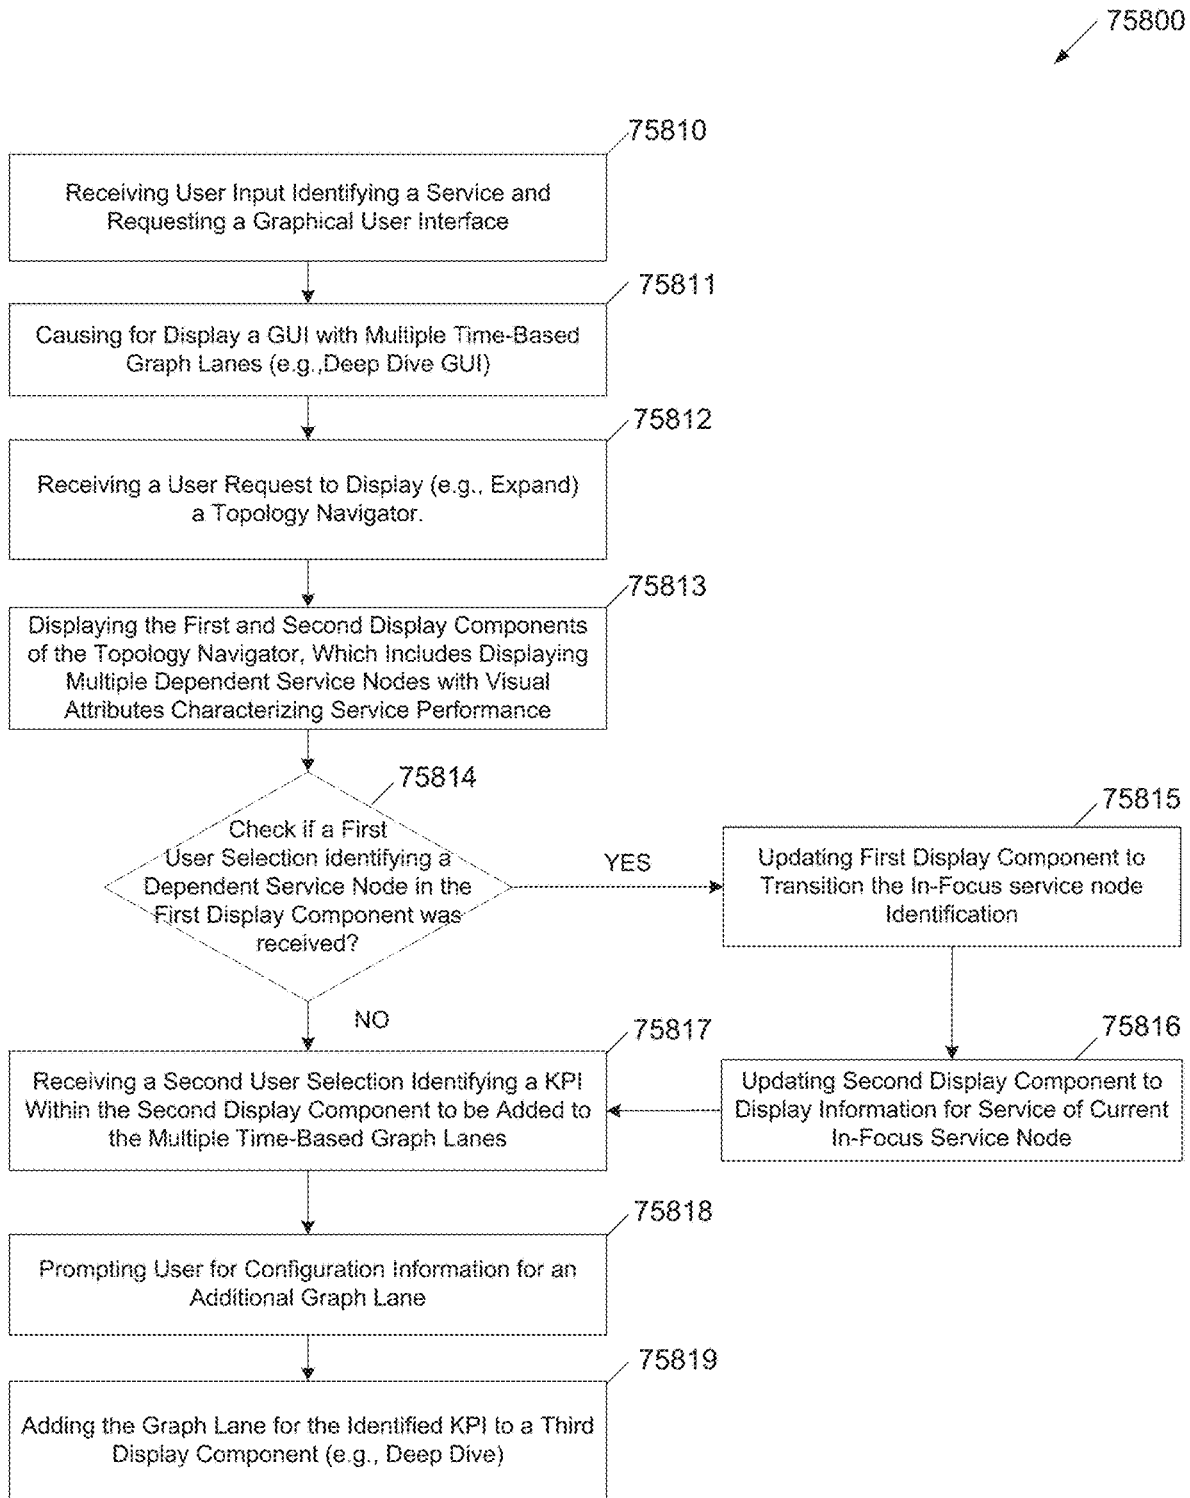 75800
75810
Receiving User Input Identifying a Service and
Requesting a Graphical User Interface
75811
Causing for Display a GUI with Multiple Time-Based
Graph Lanes (e.g.,Deep Dive GUI)
75812
Receiving a User Request to Display (e.g., Expand)
a Topology Navigator.
75813
Displaying the First and Second Display Components
of the Topology Navigator, Which Includes Displaying
Multiple Dependent Service Nodes with Visual
Attributes Characterizing Service Performance
75814
Check if a First
User Selection identifying a
Dependent Service Node in the
First Display Component was
received?
YES
75815
Updating First Display Component to
Transition the In-Focus service node
Identification
NO
75816
Updating Second Display Component to
Display Information for Service of Current
In-Focus Service Node
75817
Receiving a Second User Selection Identifying a KPI
Within the Second Display Component to be Added to
the Multiple Time-Based Graph Lanes
75818
Prompting User for Configuration Information for an
Additional Graph Lane
75819
Adding the Graph Lane for the Identified KPI to a Third
Display Component (e.g., Deep Dive)